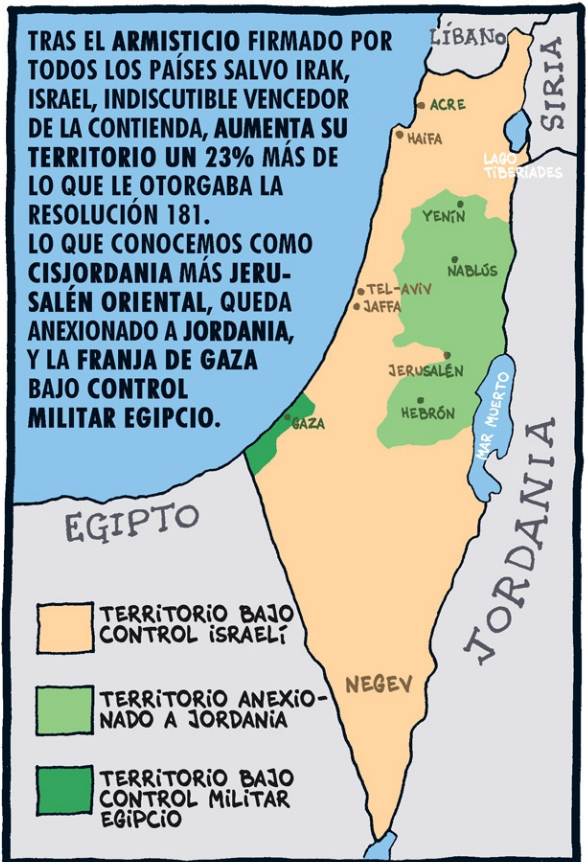 TRAS EL ARMISTICIO FIRMADO POR
TODOS LOS PAÍSES SALVO IRAK,
ISRAEL, INDISCUTIBLE VENCEDOR
DE LA CONTIENDA, AUMENTA SU
TERRITORIO UN 23% MÁS DE
LO QUE LE OTORGABA LA
RESOLUCIÓN 181.
LO QUE CONOCEMOS COMO
CISJORDANIA MÁS JERU-
SALÉN ORIENTAL, QUEDA
ANEXIONADO A JORDANIA,
Y LA FRANJA DE GAZA
BAJO CONTROL
MILITAR EGIPCIO.
LÍBANO
SIRIA
ACRE
HAIFA
LAGO
TIBERÍADES
YENÍN
NABLÚS
TEL-AVIV
JAFFA
JERUSALÉN
HEBRÓN
MAR MUERTO
GAZA
EGIPTO
JORDANIA
NEGEV
TERRITORIO BAJO
CONTROL ISRAELÍ
TERRITORIO ANEXIO-
NADO A JORDANIA
TERRITORIO BAJO
CONTROL MILITAR
EGIPCIO